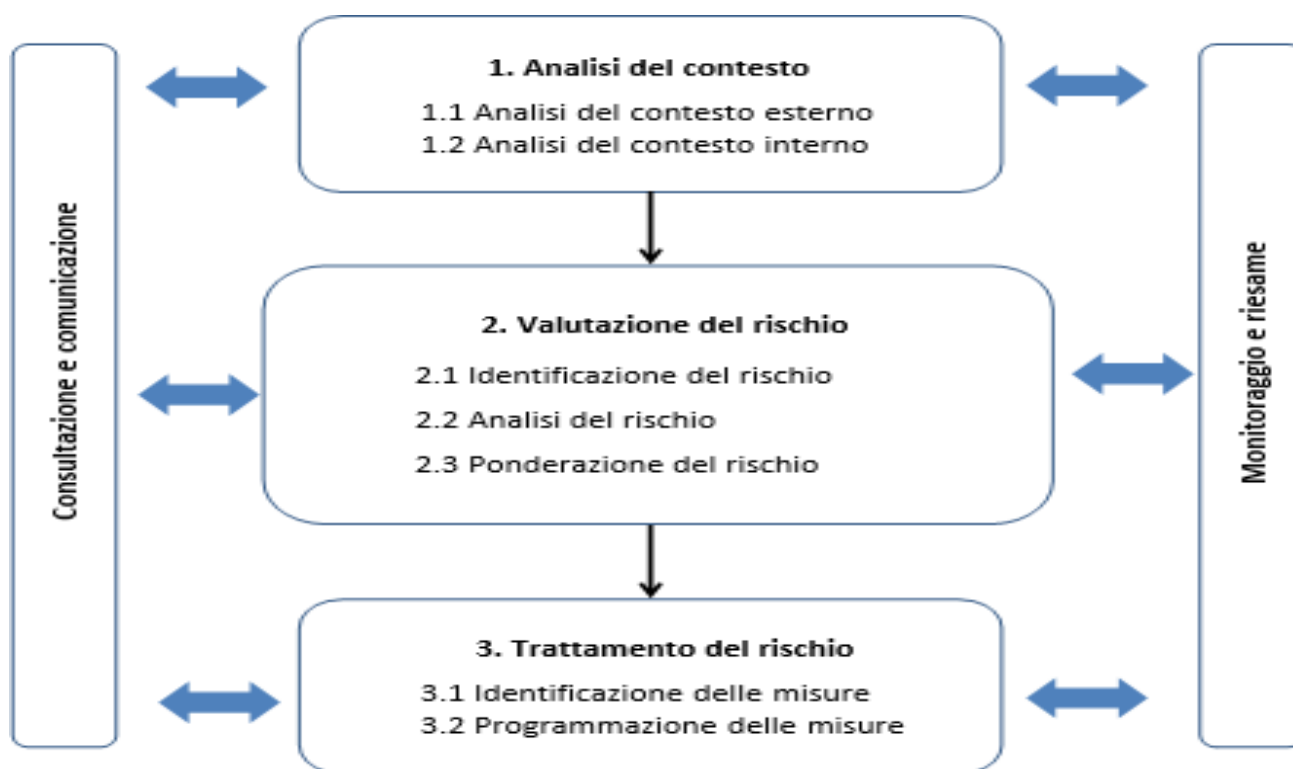 Consultazione e comunicazione
1. Analisi del contesto
1.1 Analisi del contesto esterno
1.2 Analisi del contesto interno
2. Valutazione del rischio
2.1 Identificazione del rischio
2.2 Analisi del rischio
2.3 Ponderazione del rischio
3. Trattamento del rischio
3.1 Identificazione delle misure
3.2 Programmazione delle misure
Monitoraggio e riesame